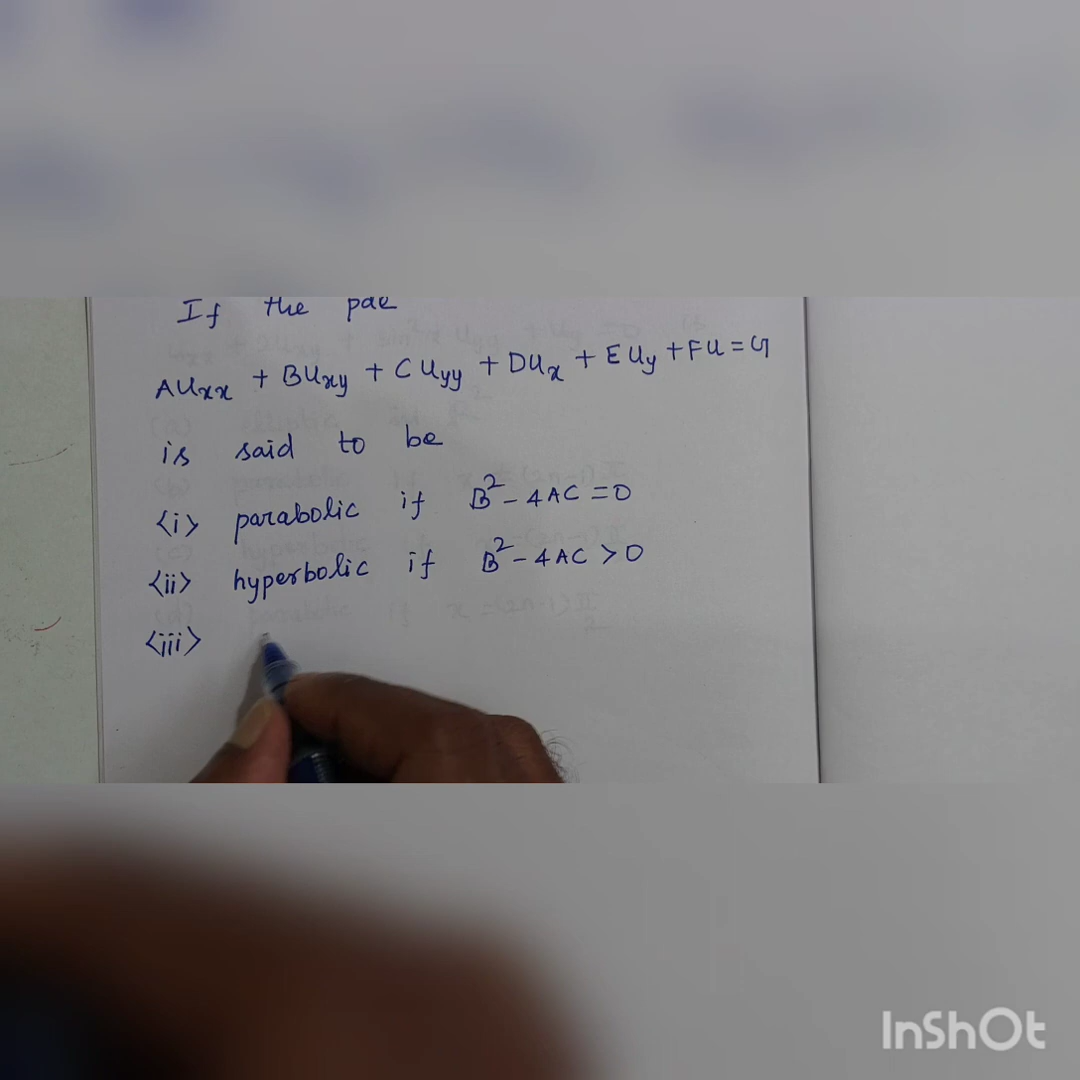 If the pde
AUxx + BUxy + CUyy + DUx + EUy + FU = G
is said to be
<i> parabolic if B² - 4AC = 0
<ii> hyperbolic if B² - 4AC > 0
<iii>
InShOt